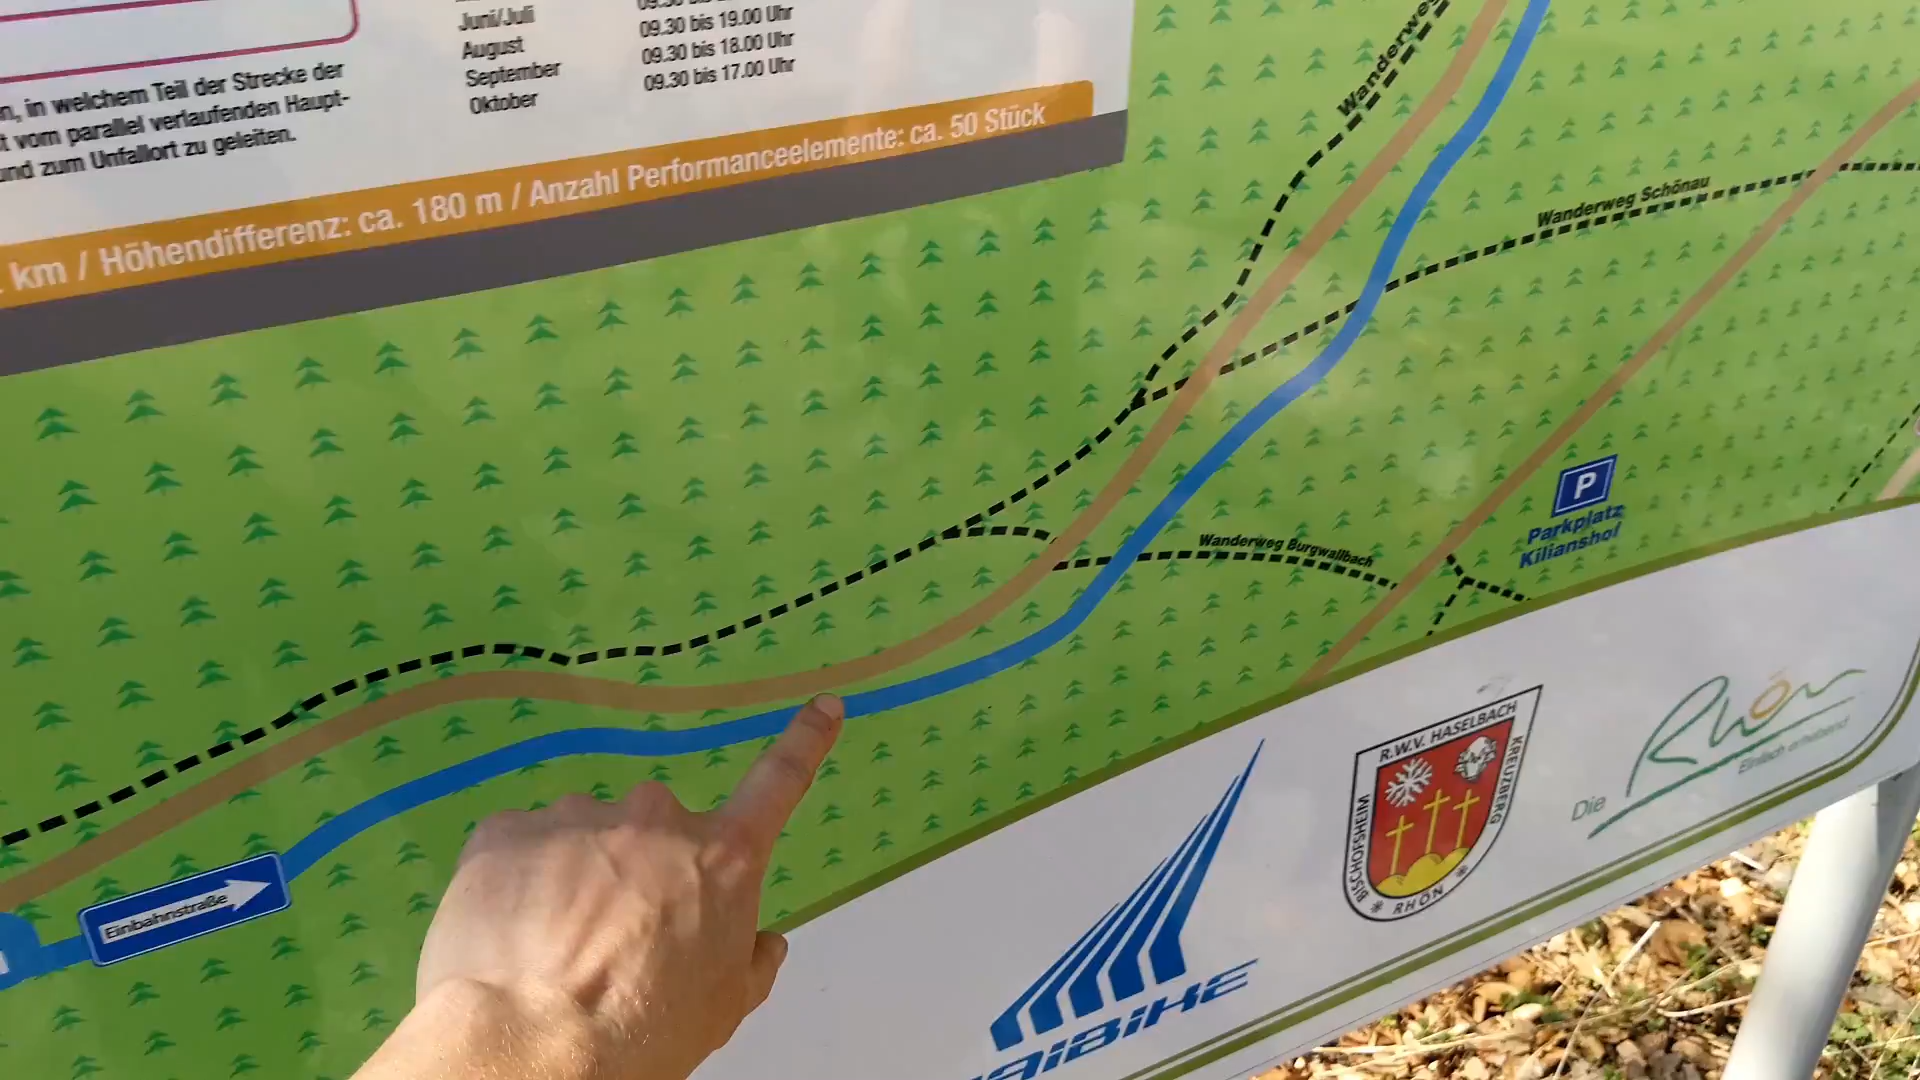 Juni/Juli
August
September
Oktober
09.30 bis 19.00 Uhr
09.30 bis 18.00 Uhr
09.30 bis 17.00 Uhr
in welchem Teil der Strecke der
vom parallel verlaufenden Haupt-
und zum Unfallort zu geleiten.
km / Höhendifferenz: ca. 180 m / Anzahl Performanceelemente: ca. 50 Stück
Wanderweg
Wanderweg Schönau
Wanderweg Burgwallbach
P
Parkplatz
Kilianshof
Einbahnstraße
R.W.V. HASELBACH
BISCHOFSHEIM
KREUZBERG
RHÖN
Die Rhön
Einfach erhebend